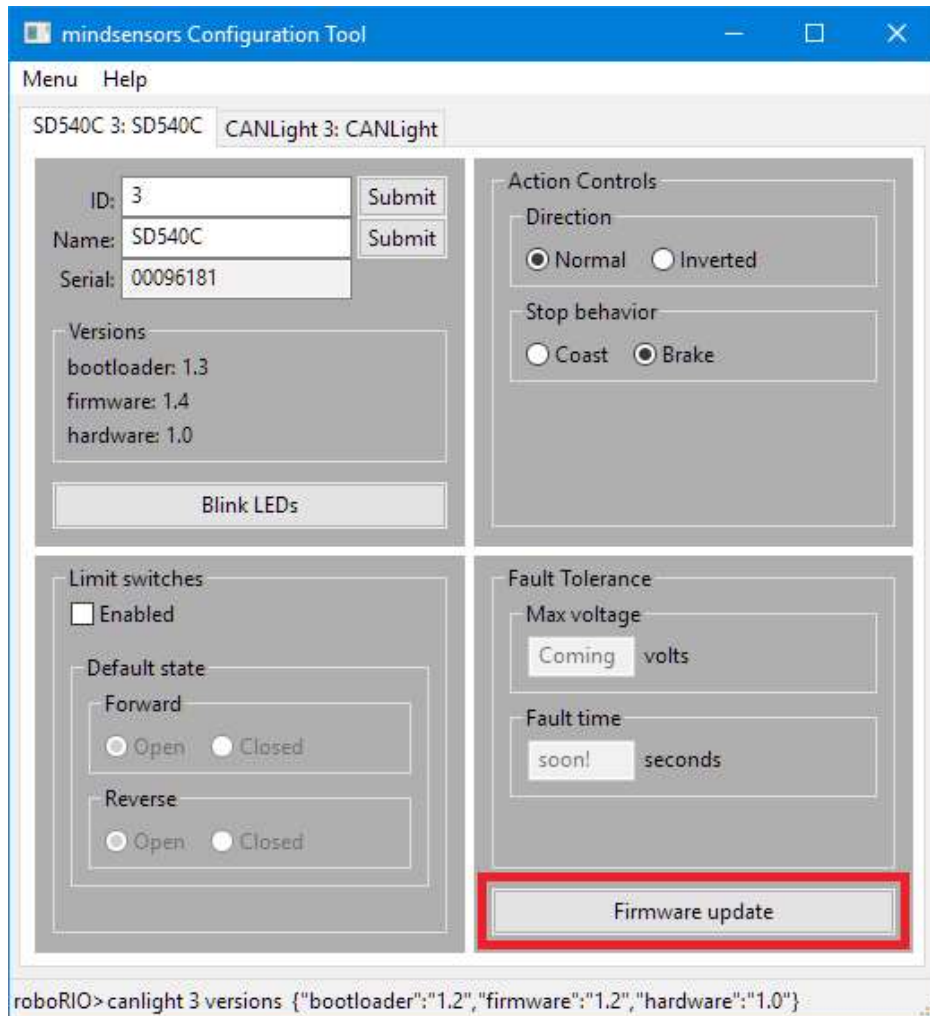 mindsensors Configuration Tool
Menu Help
SD540C 3: SD540C CANLight 3: CANLight
ID: 3 Submit
Name: SD540C Submit
Serial: 00096181
Versions
bootloader: 1.3
firmware: 1.4
hardware: 1.0
Blink LEDs
Action Controls
Direction
Normal Inverted
Stop behavior
Coast Brake
Limit switches
Enabled
Default state
Forward
Open Closed
Reverse
Open Closed
Fault Tolerance
Max voltage
Coming volts
Fault time
soon! seconds
Firmware update
roboRIO> canlight 3 versions {"bootloader":"1.2","firmware":"1.2","hardware":"1.0"}